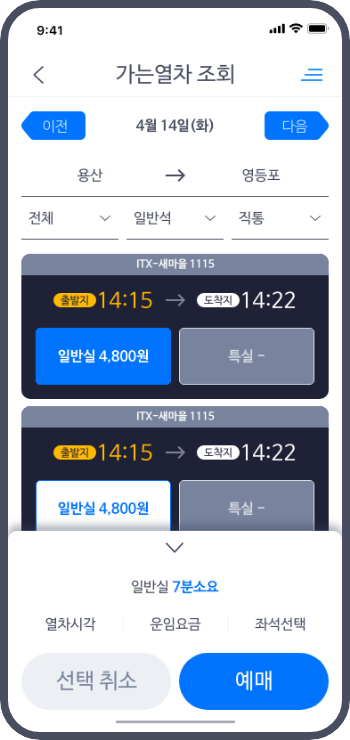 9:41
가는열차 조회
이전 4월 14일(화) 다음
용산 → 영등포
전체 일반석 직통
ITX-새마을 1115
출발지 14:15 → 도착지 14:22
일반실 4,800원 특실 -
ITX-새마을 1115
출발지 14:15 → 도착지 14:22
일반실 4,800원 특실 -
일반실 7분소요
열차시각 운임요금 좌석선택
선택 취소 예매